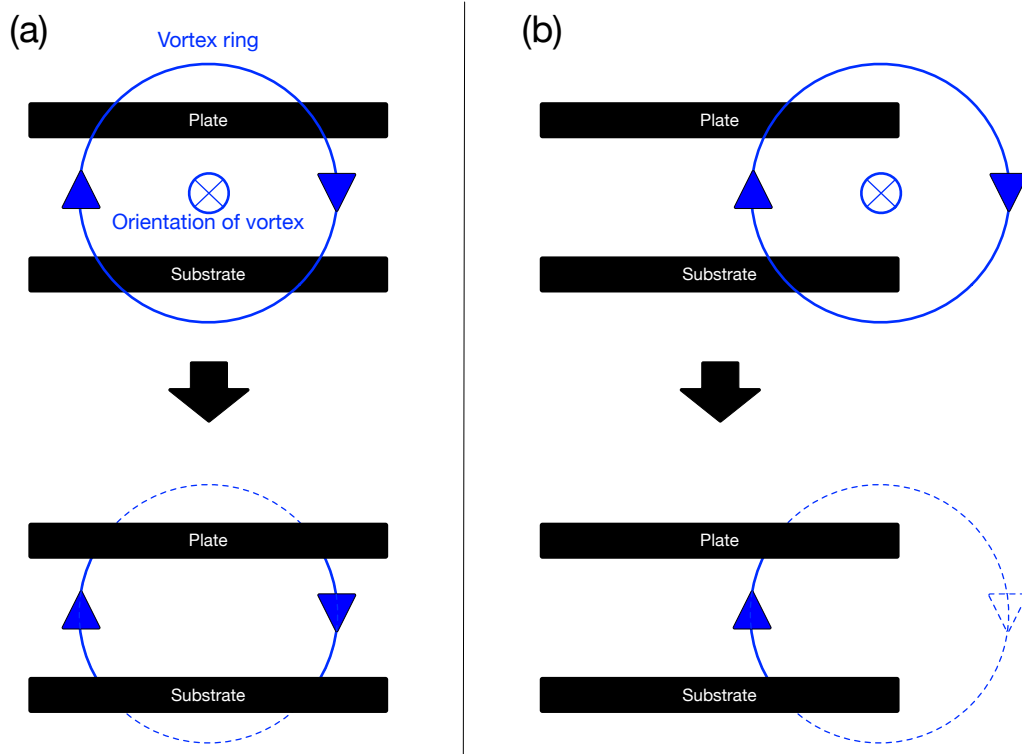 (a)
Vortex ring
Plate
Orientation of vortex
Substrate
Plate
Substrate
(b)
Plate
Substrate
Plate
Substrate